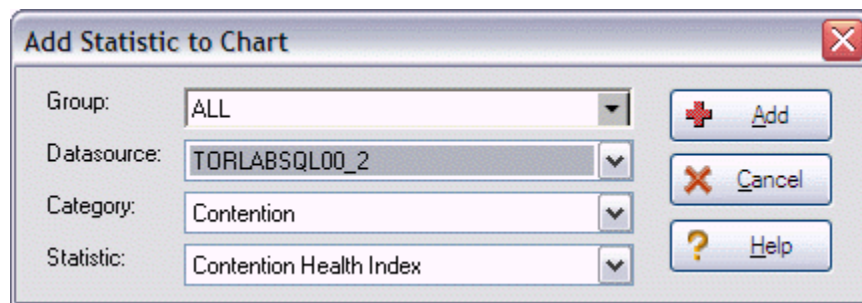 Add Statistic to Chart
Group: ALL Add
Datasource: TORLABSQL00_2
Cancel
Category: Contention
Statistic: Contention Health Index Help